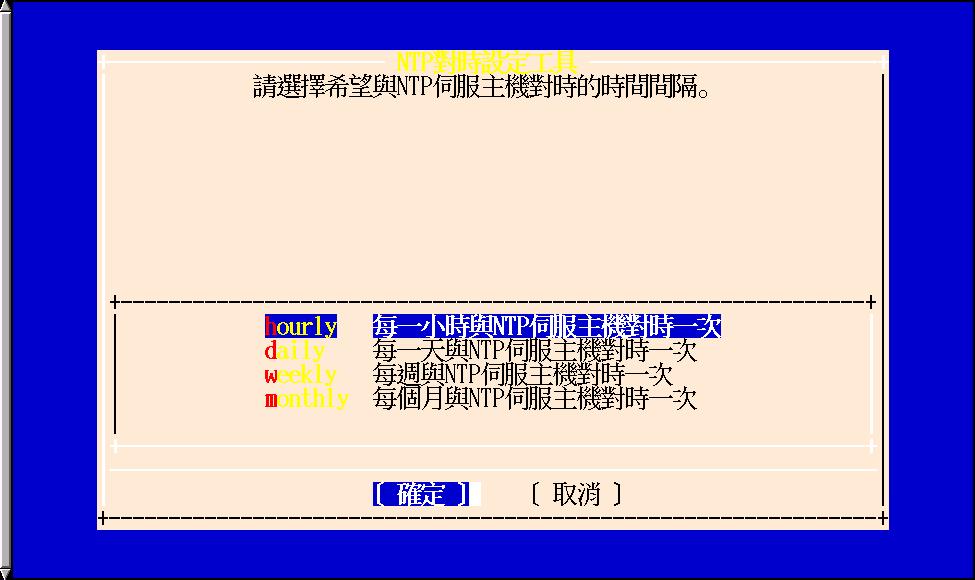 NTP對時設定工具
請選擇希望與NTP伺服主機對時的時間間隔。
hourly 每一小時與NTP伺服主機對時一次
daily 每一天與NTP伺服主機對時一次
weekly 每週與NTP伺服主機對時一次
monthly 每個月與NTP伺服主機對時一次
[ 確定 ] [ 取消 ]